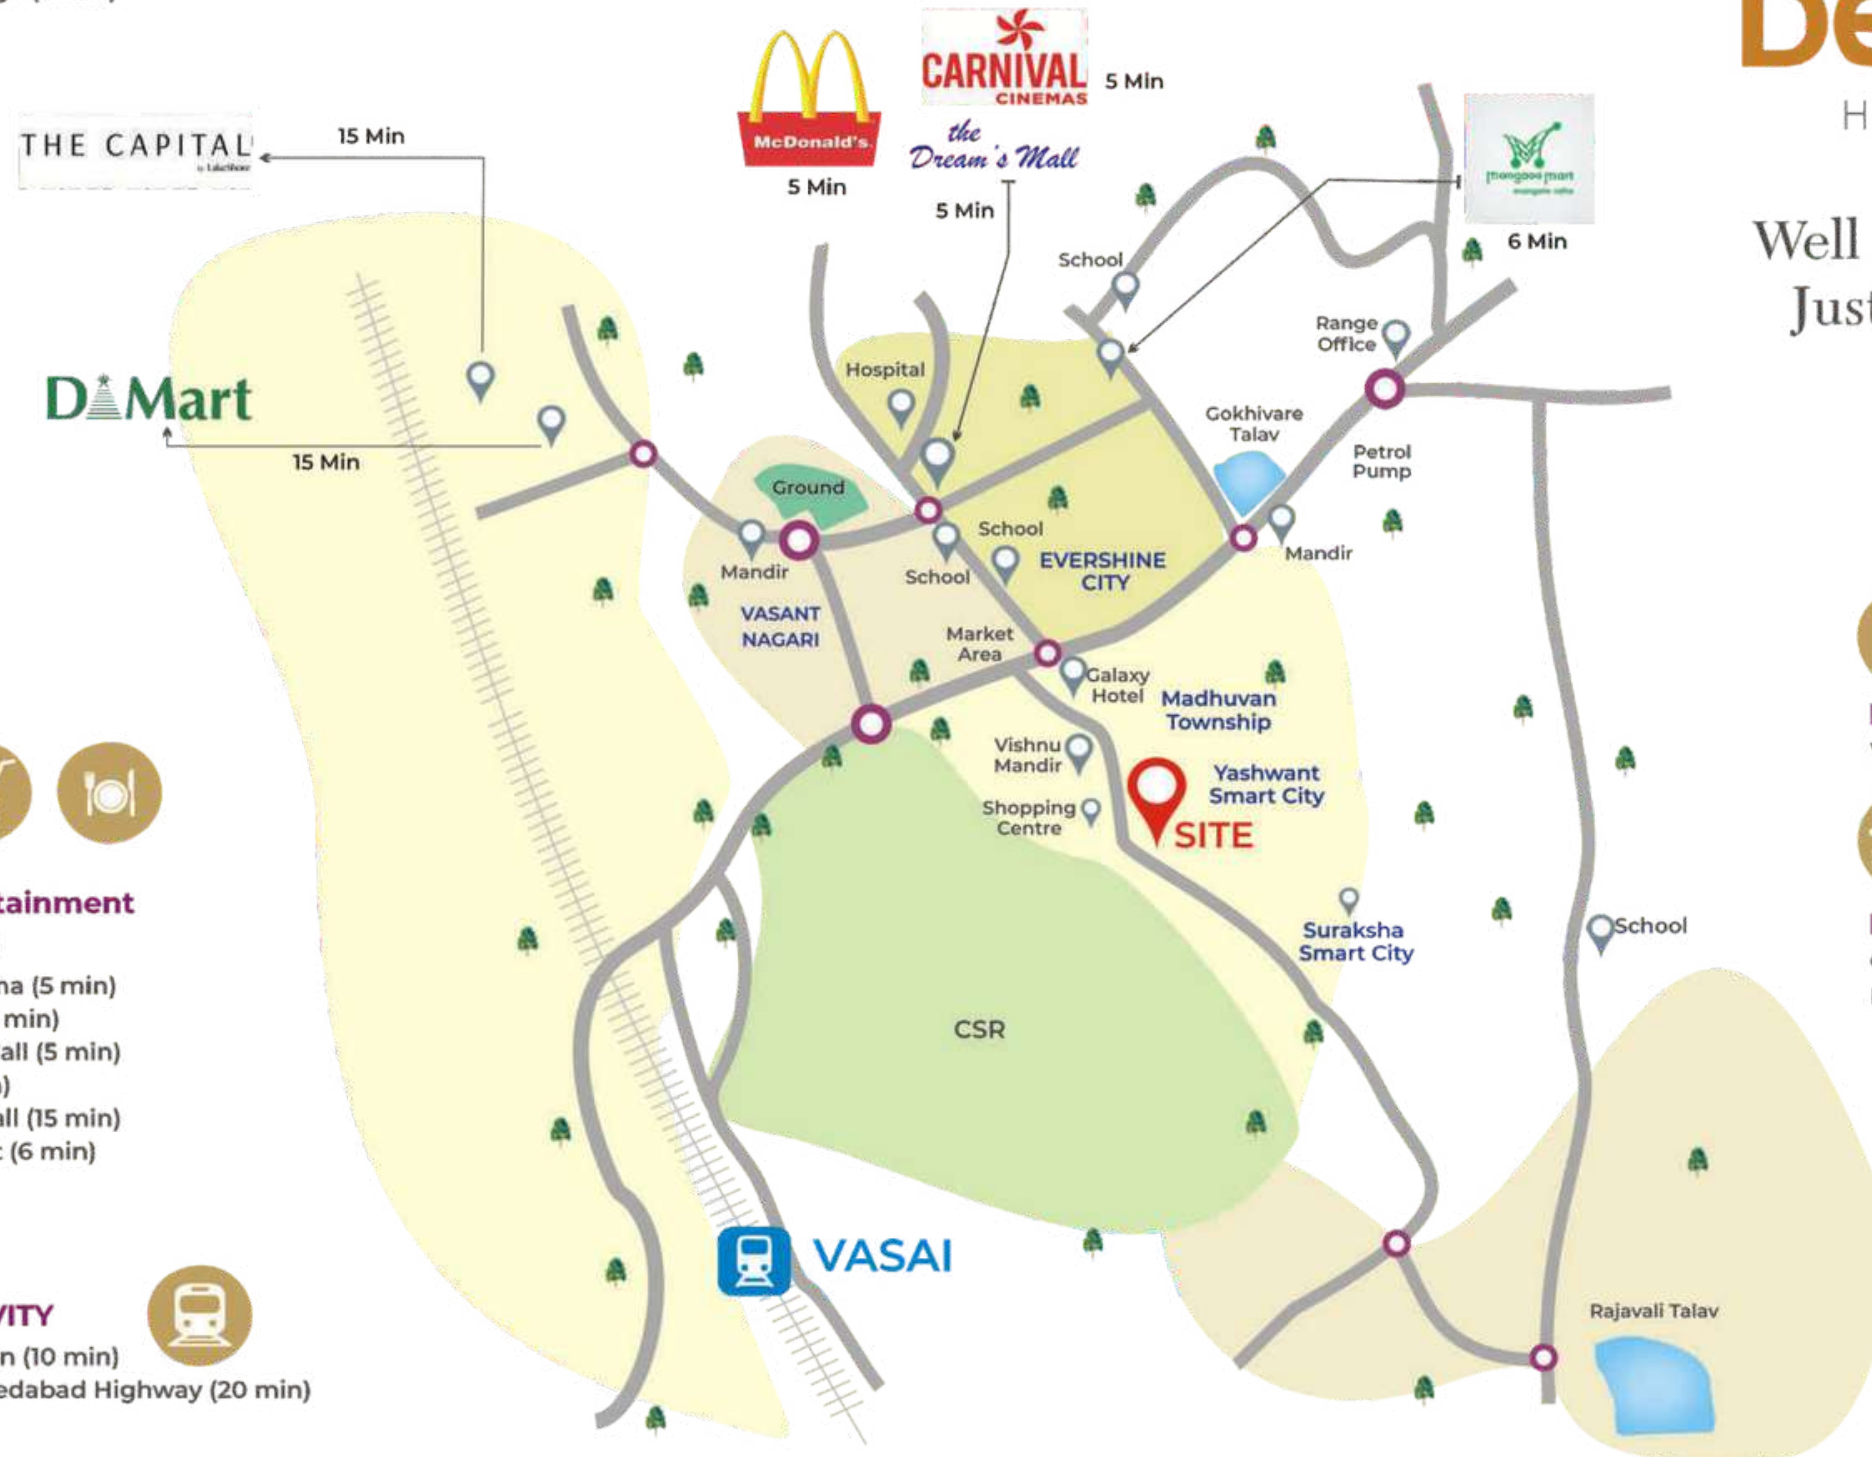 De
H
Well
Just
CARNIVAL
CINEMAS
5 Min
the
Dream's Mall
5 Min
McDonald's.
5 Min
THE CAPITAL
15 Min
6 Min
School
Range
Office
Hospital
DMart
15 Min
Gokhivare
Talav
Petrol
Pump
Ground
School
Mandir
EVERSHINE
CITY
Mandir
School
VASANT
NAGARI
Market
Area
Galaxy
Hotel
Madhuvan
Township
Vishnu
Mandir
Yashwant
Smart City
Shopping
Centre
SITE
Suraksha
Smart City
School
CSR
tainment
na (5 min)
min)
all (5 min)
all (15 min)
(6 min)
VASAI
Rajavali Talav
VITY
n (10 min)
edabad Highway (20 min)